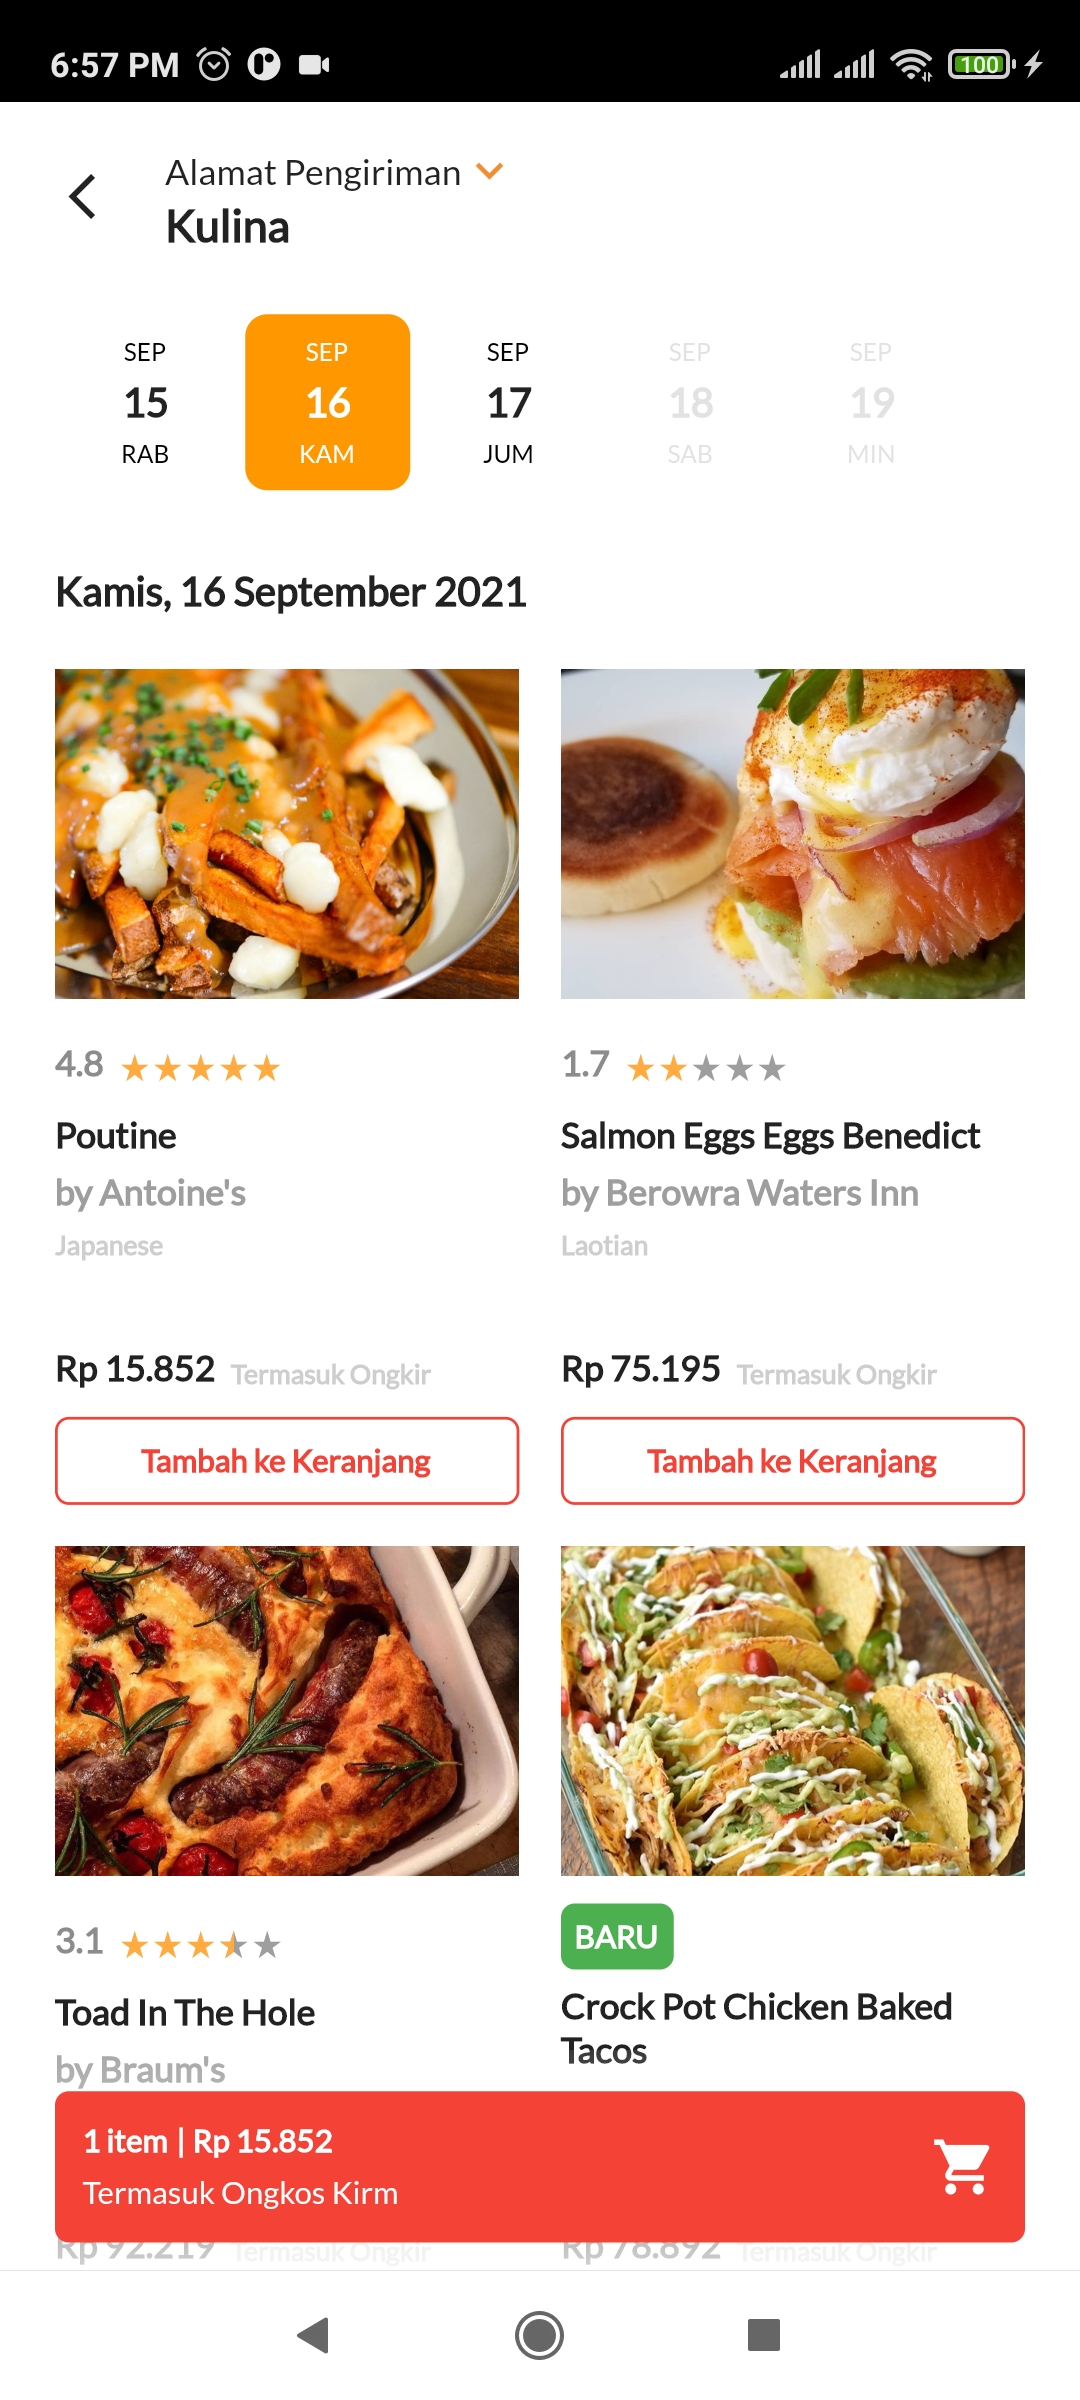 6:57 PM
100
Alamat Pengiriman
Kulina
SEP SEP SEP SEP SEP
15 16 17 18 19
RAB KAM JUM SAB MIN
Kamis, 16 September 2021
4.8
Poutine
by Antoine's
Japanese
Rp 15.852 Termasuk Ongkir
Tambah ke Keranjang
1.7
Salmon Eggs Eggs Benedict
by Berowra Waters Inn
Laotian
Rp 75.195 Termasuk Ongkir
Tambah ke Keranjang
3.1
Toad In The Hole
by Braum's
BARU
Crock Pot Chicken Baked
Tacos
1 item | Rp 15.852
Termasuk Ongkos Kirm
Rp 92.219 Termasuk Ongkir
Rp 78.892 Termasuk Ongkir